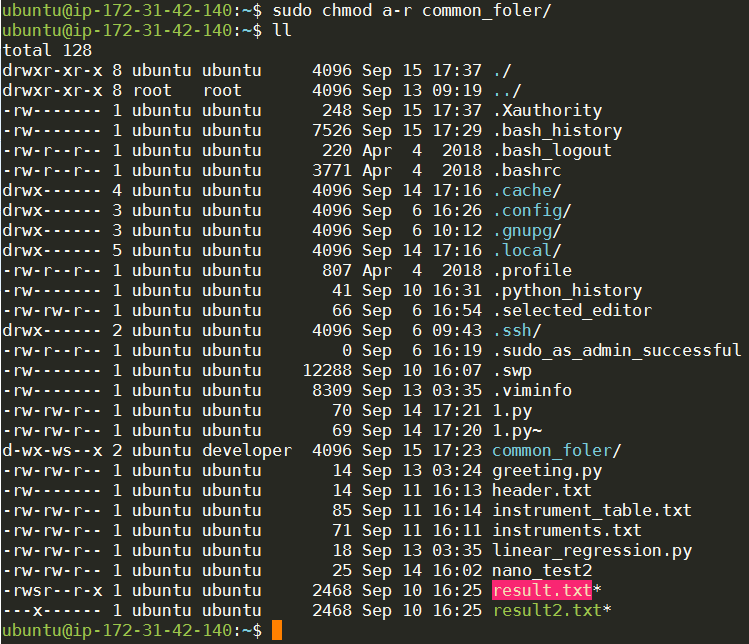 ubuntu@ip-172-31-42-140:~$ sudo chmod a-r common_foler/
ubuntu@ip-172-31-42-140:~$ ll
total 128
drwxr-xr-x 8 ubuntu ubuntu     4096 Sep 15 17:37 ./
drwxr-xr-x 8 root   root       4096 Sep 13 09:19 ../
-rw------- 1 ubuntu ubuntu      248 Sep 15 17:37 .Xauthority
-rw------- 1 ubuntu ubuntu     7526 Sep 15 17:29 .bash_history
-rw-r--r-- 1 ubuntu ubuntu      220 Apr  4  2018 .bash_logout
-rw-r--r-- 1 ubuntu ubuntu     3771 Apr  4  2018 .bashrc
drwx------ 4 ubuntu ubuntu     4096 Sep 14 17:16 .cache/
drwx------ 3 ubuntu ubuntu     4096 Sep  6 16:26 .config/
drwx------ 3 ubuntu ubuntu     4096 Sep  6 10:12 .gnupg/
drwx------ 5 ubuntu ubuntu     4096 Sep 14 17:16 .local/
-rw-r--r-- 1 ubuntu ubuntu      807 Apr  4  2018 .profile
-rw------- 1 ubuntu ubuntu       41 Sep 10 16:31 .python_history
-rw-rw-r-- 1 ubuntu ubuntu       66 Sep  6 16:54 .selected_editor
drwx------ 2 ubuntu ubuntu     4096 Sep  6 09:43 .ssh/
-rw-r--r-- 1 ubuntu ubuntu        0 Sep  6 16:19 .sudo_as_admin_successful
-rw------- 1 ubuntu ubuntu    12288 Sep 10 16:07 .swp
-rw------- 1 ubuntu ubuntu     8309 Sep 13 03:35 .viminfo
-rw-rw-r-- 1 ubuntu ubuntu       70 Sep 14 17:21 1.py
-rw-rw-r-- 1 ubuntu ubuntu       69 Sep 14 17:20 1.py~
d-wx-ws--x 2 ubuntu developer  4096 Sep 15 17:23 common_foler/
-rw-rw-r-- 1 ubuntu ubuntu       14 Sep 13 03:24 greeting.py
-rw------- 1 ubuntu ubuntu       14 Sep 11 16:13 header.txt
-rw-rw-r-- 1 ubuntu ubuntu       85 Sep 11 16:14 instrument_table.txt
-rw-rw-r-- 1 ubuntu ubuntu       71 Sep 11 16:11 instruments.txt
-rw-rw-r-- 1 ubuntu ubuntu       18 Sep 13 03:35 linear_regression.py
-rw-rw-r-- 1 ubuntu ubuntu       25 Sep 14 16:02 nano_test2
-rwsr--r-x 1 ubuntu ubuntu     2468 Sep 10 16:25 result.txt*
---x------ 1 ubuntu ubuntu     2468 Sep 10 16:25 result2.txt*
ubuntu@ip-172-31-42-140:~$